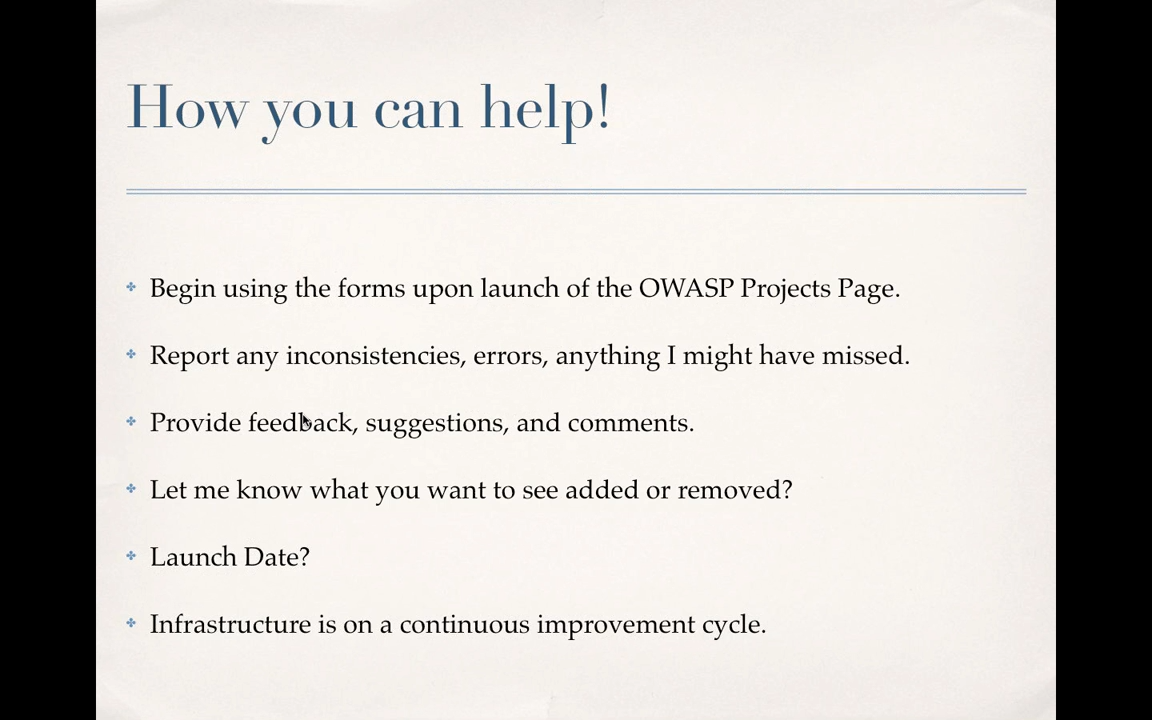 How you can help!
Begin using the forms upon launch of the OWASP Projects Page.
Report any inconsistencies, errors, anything I might have missed.
Provide feedback, suggestions, and comments.
Let me know what you want to see added or removed?
Launch Date?
Infrastructure is on a continuous improvement cycle.